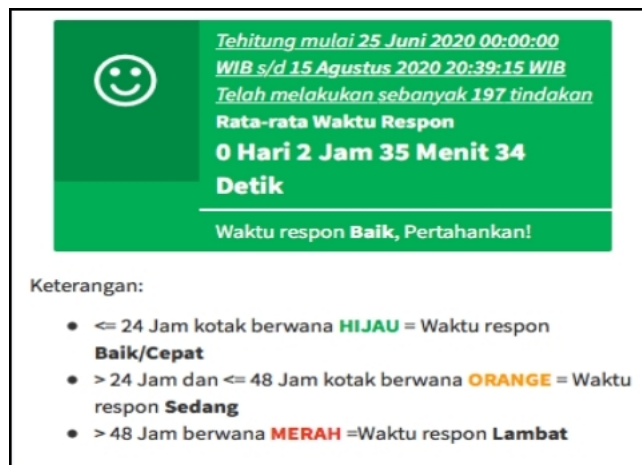 Tehitung mulai 25 Juni 2020 00:00:00
WIB s/d 15 Agustus 2020 20:39:15 WIB
Telah melakukan sebanyak 197 tindakan
Rata-rata Waktu Respon
0 Hari 2 Jam 35 Menit 34
Detik
Waktu respon Baik, Pertahankan!
Keterangan:
• <= 24 Jam kotak berwana HIJAU = Waktu respon
Baik/Cepat
• > 24 Jam dan <= 48 Jam kotak berwana ORANGE = Waktu
respon Sedang
• > 48 Jam berwana MERAH =Waktu respon Lambat